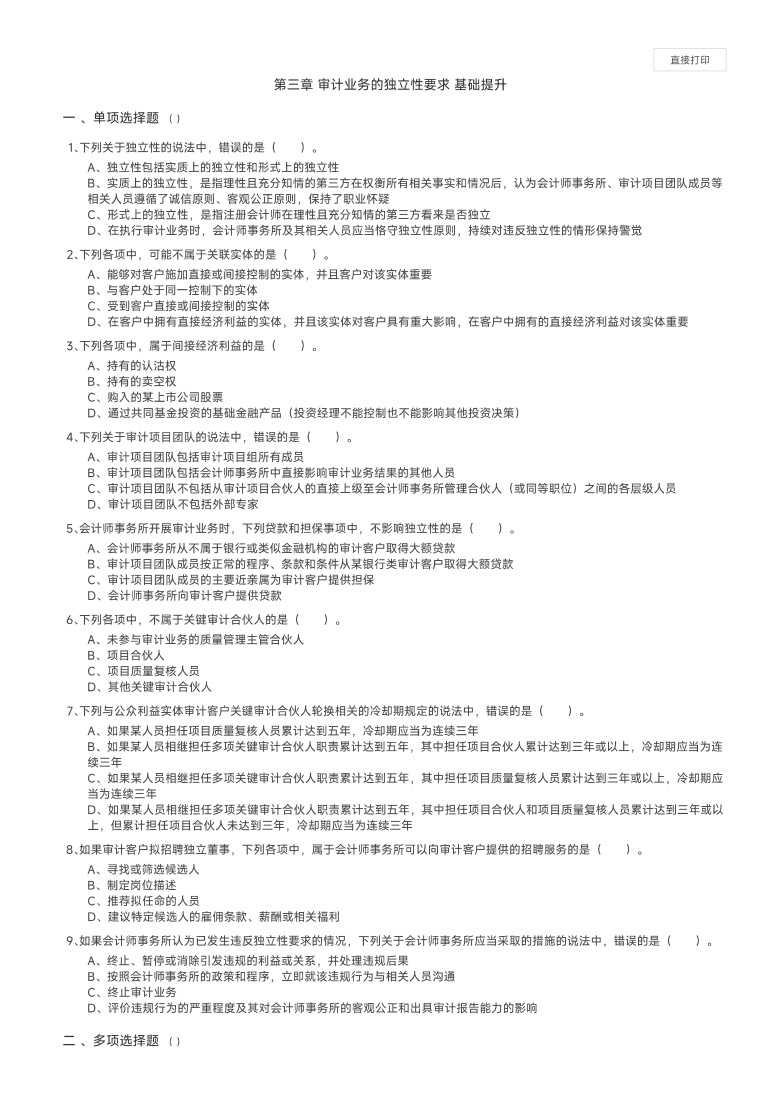 直接打印
第三章 审计业务的独立性要求 基础提升
一 、单项选择题 （ ）
1、下列关于独立性的说法中，错误的是（　　）。
A、独立性包括实质上的独立性和形式上的独立性
B、实质上的独立性，是指理性且充分知情的第三方在权衡所有相关事实和情况后，认为会计师事务所、审计项目团队成员等
相关人员遵循了诚信原则、客观公正原则，保持了职业怀疑
C、形式上的独立性，是指注册会计师在理性且充分知情的第三方看来是否独立
D、在执行审计业务时，会计师事务所及其相关人员应当恪守独立性原则，持续对违反独立性的情形保持警觉
2、下列各项中，可能不属于关联实体的是（　　）。
A、能够对客户施加直接或间接控制的实体，并且客户对该实体重要
B、与客户处于同一控制下的实体
C、受到客户直接或间接控制的实体
D、在客户中拥有直接经济利益的实体，并且该实体对客户具有重大影响，在客户中拥有的直接经济利益对该实体重要
3、下列各项中，属于间接经济利益的是（　　）。
A、持有的认沽权
B、持有的卖空权
C、购入的某上市公司股票
D、通过共同基金投资的基础金融产品（投资经理不能控制也不能影响其他投资决策）
4、下列关于审计项目团队的说法中，错误的是（　　）。
A、审计项目团队包括审计项目组所有成员
B、审计项目团队包括会计师事务所中直接影响审计业务结果的其他人员
C、审计项目团队不包括从审计项目合伙人的直接上级至会计师事务所管理合伙人（或同等职位）之间的各层级人员
D、审计项目团队不包括外部专家
5、会计师事务所开展审计业务时，下列贷款和担保事项中，不影响独立性的是（　　）。
A、会计师事务所从不属于银行或类似金融机构的审计客户取得大额贷款
B、审计项目团队成员按正常的程序、条款和条件从某银行类审计客户取得大额贷款
C、审计项目团队成员的主要近亲属为审计客户提供担保
D、会计师事务所向审计客户提供贷款
6、下列各项中，不属于关键审计合伙人的是（　　）。
A、未参与审计业务的质量管理主管合伙人
B、项目合伙人
C、项目质量复核人员
D、其他关键审计合伙人
7、下列与公众利益实体审计客户关键审计合伙人轮换相关的冷却期规定的说法中，错误的是（　　）。
A、如果某人员担任项目质量复核人员累计达到五年，冷却期应当为连续三年
B、如果某人员相继担任多项关键审计合伙人职责累计达到五年，其中担任项目合伙人累计达到三年或以上，冷却期应当为连
续三年
C、如果某人员相继担任多项关键审计合伙人职责累计达到五年，其中担任项目质量复核人员累计达到三年或以上，冷却期应
当为连续三年
D、如果某人员相继担任多项关键审计合伙人职责累计达到五年，其中担任项目合伙人和项目质量复核人员累计达到三年或以
上，但累计担任项目合伙人未达到三年，冷却期应当为连续三年
8、如果审计客户拟招聘独立董事，下列各项中，属于会计师事务所可以向审计客户提供的招聘服务的是（　　）。
A、寻找或筛选候选人
B、制定岗位描述
C、推荐拟任命的人员
D、建议特定候选人的雇佣条款、薪酬或相关福利
9、如果会计师事务所认为已发生违反独立性要求的情况，下列关于会计师事务所应当采取的措施的说法中，错误的是（　　）。
A、终止、暂停或消除引发违规的利益或关系，并处理违规后果
B、按照会计师事务所的政策和程序，立即就该违规行为与相关人员沟通
C、终止审计业务
D、评价违规行为的严重程度及其对会计师事务所的客观公正和出具审计报告能力的影响
二 、多项选择题 （ ）